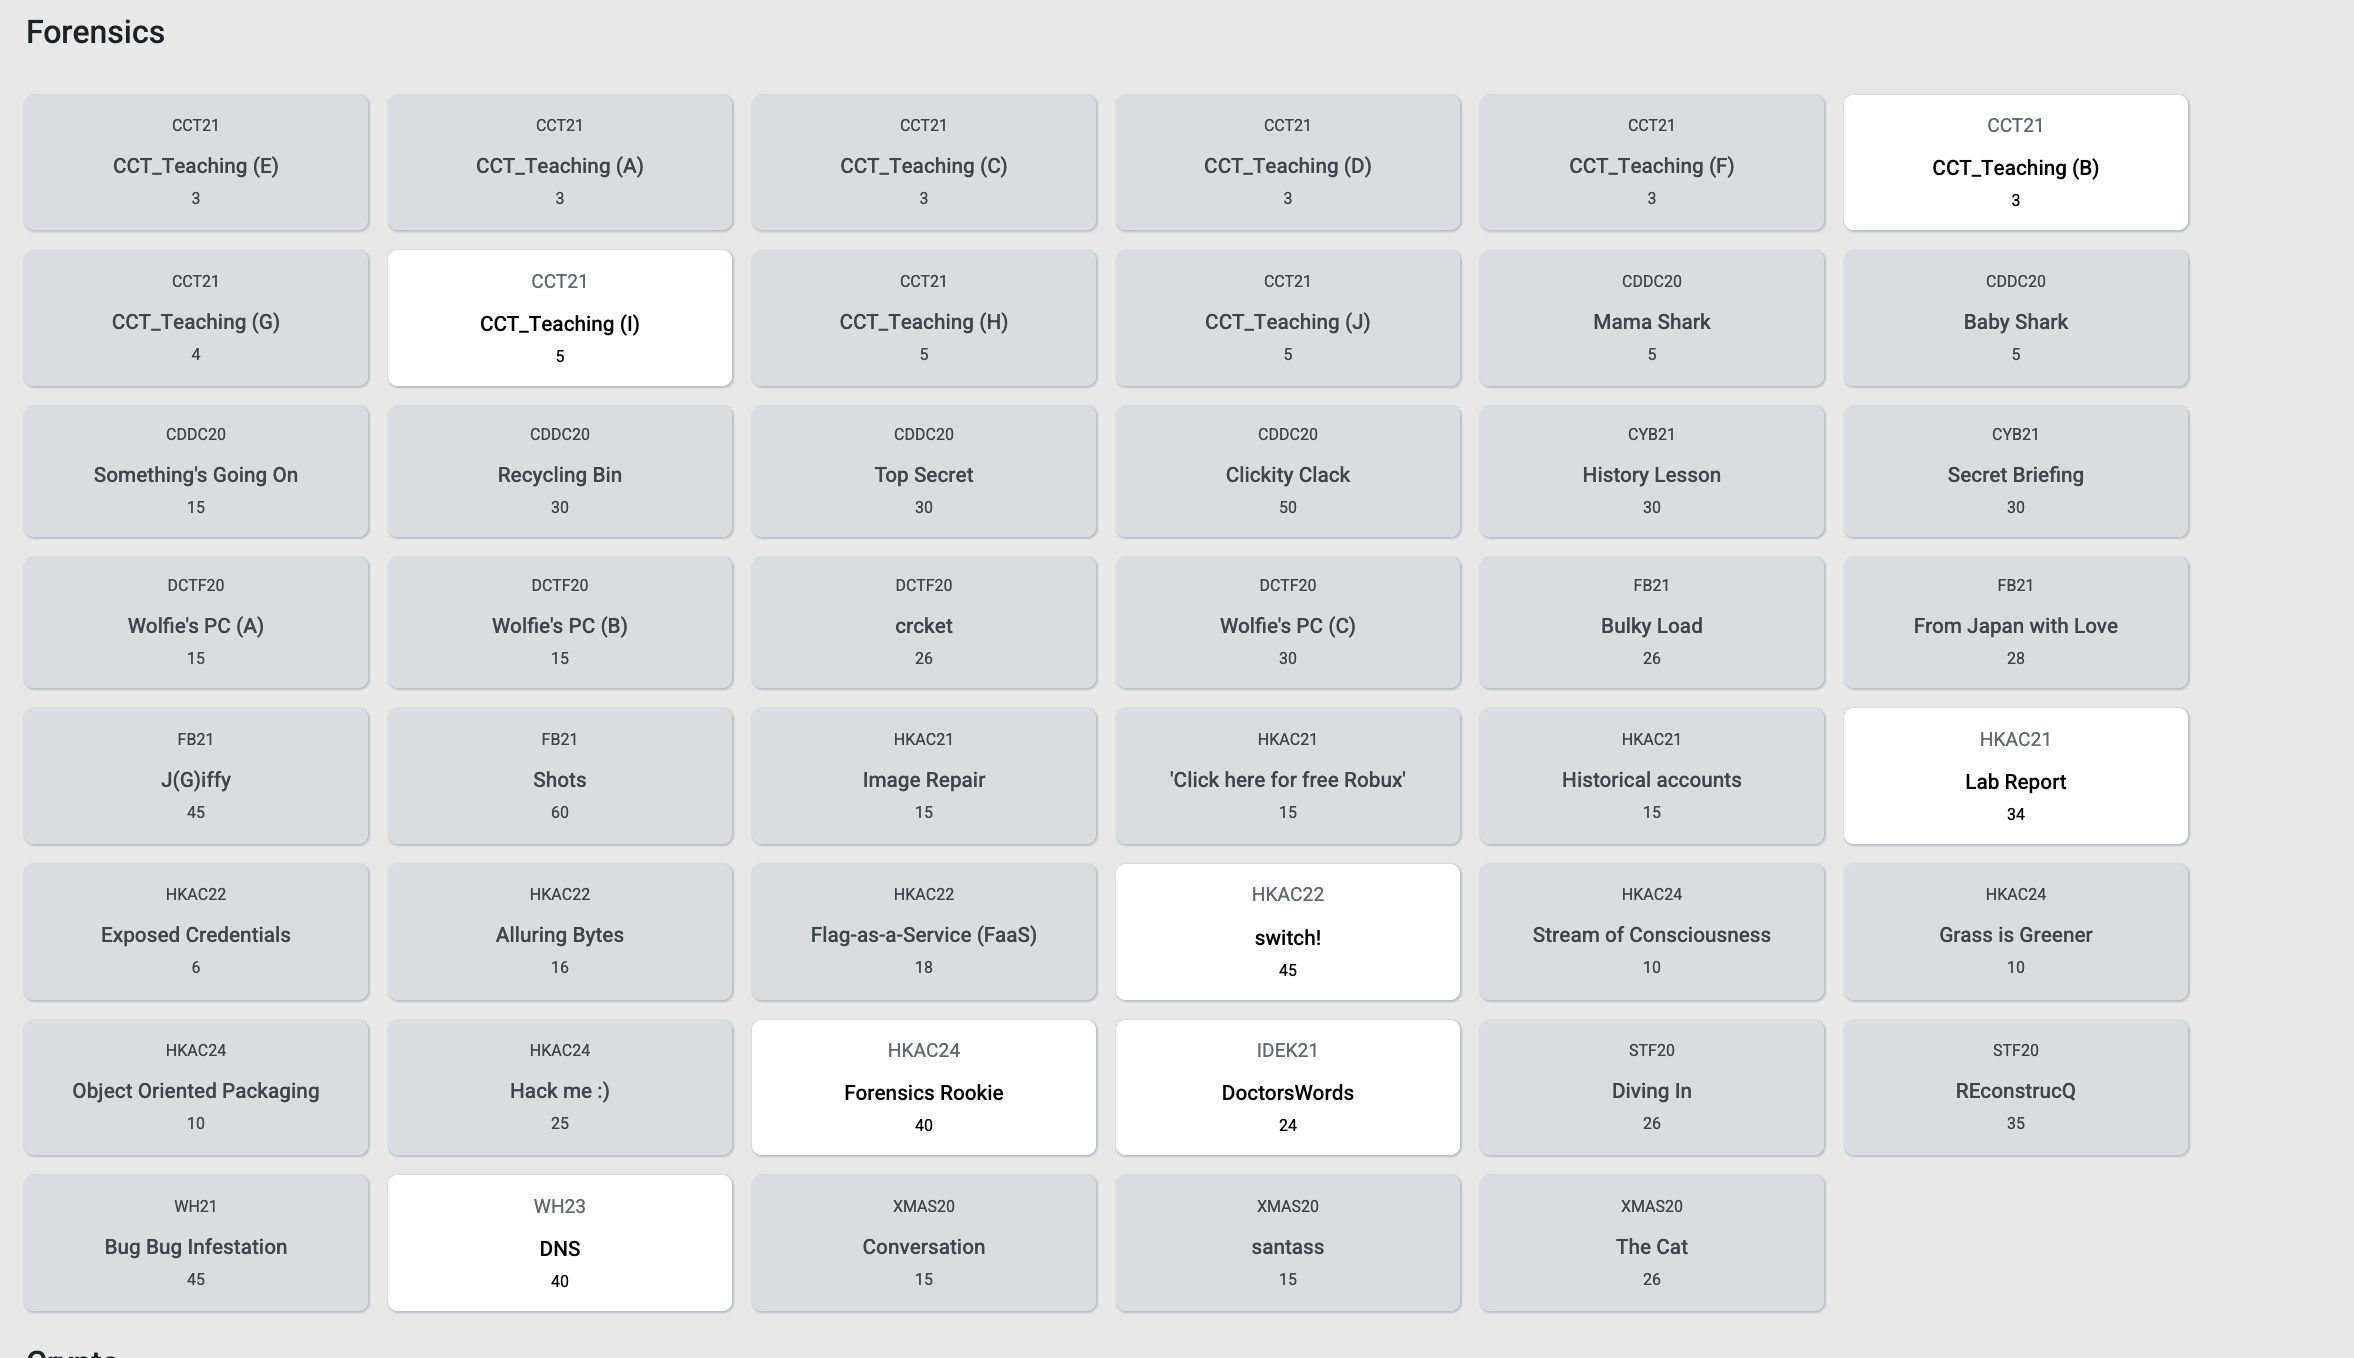 Forensics
CCT21
CCT_Teaching (E)
3
CCT21
CCT_Teaching (A)
3
CCT21
CCT_Teaching (C)
3
CCT21
CCT_Teaching (D)
3
CCT21
CCT_Teaching (F)
3
CCT21
CCT_Teaching (B)
3
CCT21
CCT_Teaching (G)
4
CCT21
CCT_Teaching (I)
5
CCT21
CCT_Teaching (H)
5
CCT21
CCT_Teaching (J)
5
CDDC20
Mama Shark
5
CDDC20
Baby Shark
5
CDDC20
Something's Going On
15
CDDC20
Recycling Bin
30
CDDC20
Top Secret
30
CDDC20
Clickity Clack
50
CYB21
History Lesson
30
CYB21
Secret Briefing
30
DCTF20
Wolfie's PC (A)
15
DCTF20
Wolfie's PC (B)
15
DCTF20
crcket
26
DCTF20
Wolfie's PC (C)
30
FB21
Bulky Load
26
FB21
From Japan with Love
28
FB21
J(G)iffy
45
FB21
Shots
60
HKAC21
Image Repair
15
HKAC21
'Click here for free Robux'
15
HKAC21
Historical accounts
15
HKAC21
Lab Report
34
HKAC22
Exposed Credentials
6
HKAC22
Alluring Bytes
16
HKAC22
Flag-as-a-Service (FaaS)
18
HKAC22
switch!
45
HKAC24
Stream of Consciousness
10
HKAC24
Grass is Greener
10
HKAC24
Object Oriented Packaging
10
HKAC24
Hack me :)
25
HKAC24
Forensics Rookie
40
IDEK21
DoctorsWords
24
STF20
Diving In
26
STF20
REconstrucQ
35
WH21
Bug Bug Infestation
45
WH23
DNS
40
XMAS20
Conversation
15
XMAS20
santass
15
XMAS20
The Cat
26